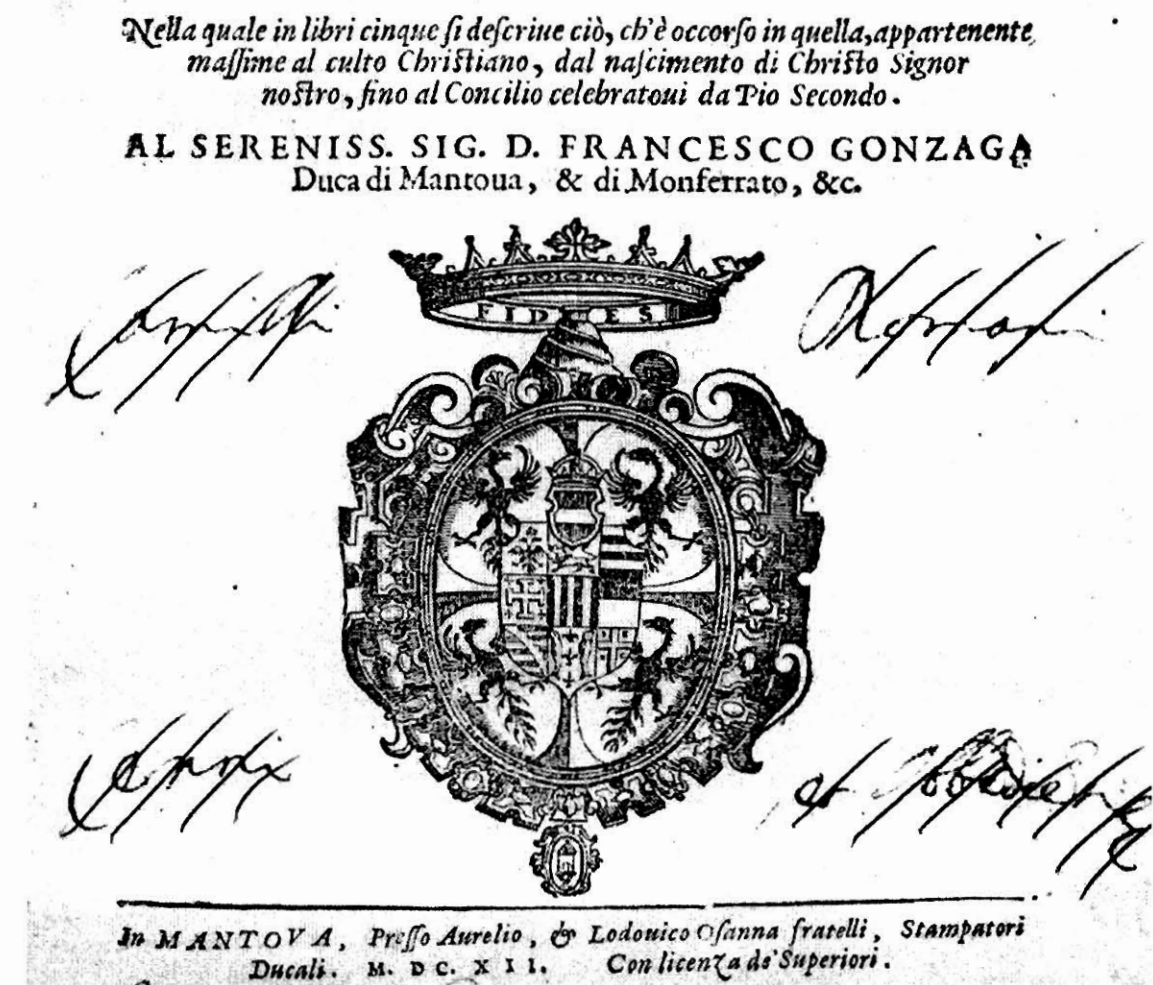 Nella quale in libri cinque ſi deſcriue ciò, ch'è occorſo in quella, appartenente
maſſime al culto Chriſtiano, dal naſcimento di Chriſto Signor
noſtro, fino al Concilio celebratoui da Pio Secondo.
AL SERENISS. SIG. D. FRANCESCO GONZAGA
Duca di Mantoua, & di Monferrato, &c.
FIDES
In MANTOVA, Preſſo Aurelio, & Lodouico Oſanna fratelli, Stampatori
Ducali. M. DC. XII. Con licenza de' Superiori.